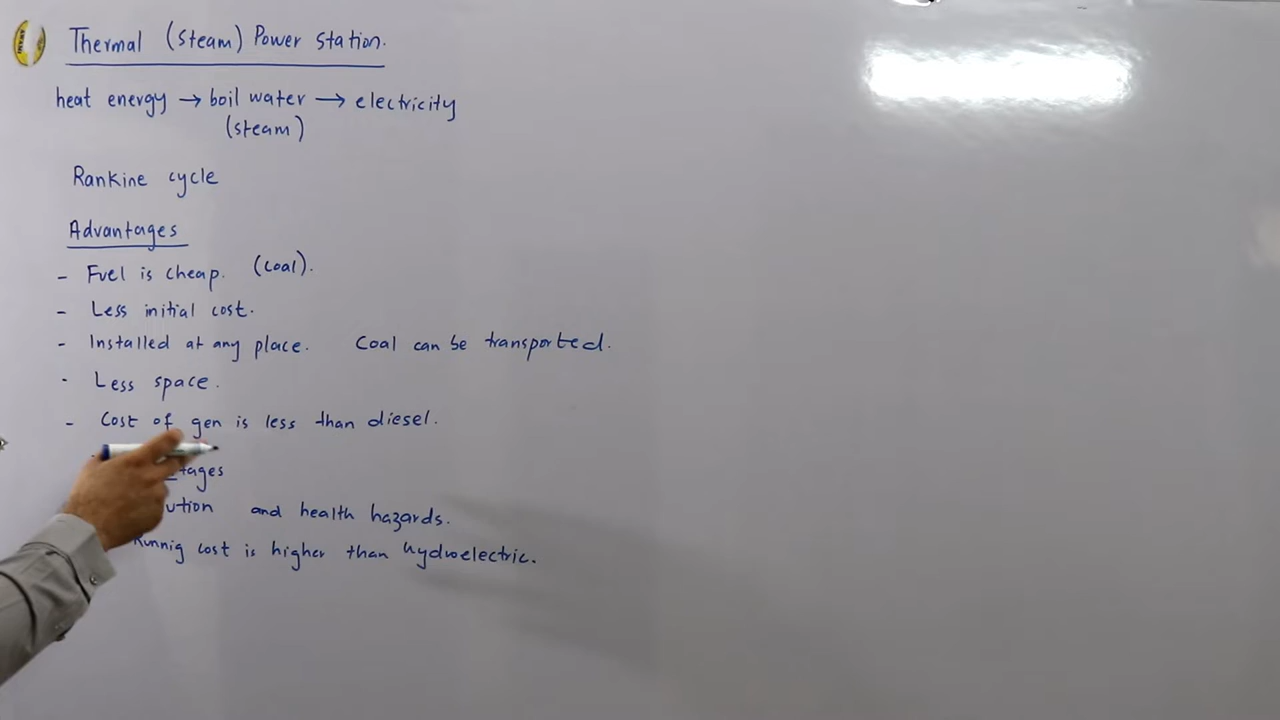 Thermal (Steam) Power Station.
heat energy → boil water → electricity
(steam)
Rankine cycle
Advantages
- Fuel is cheap. (Coal).
- Less initial cost.
- Installed at any place. Coal can be transported.
- Less space.
- Cost of gen is less than diesel.
tages
ution and health hazards.
Runnig cost is higher than hydroelectric.